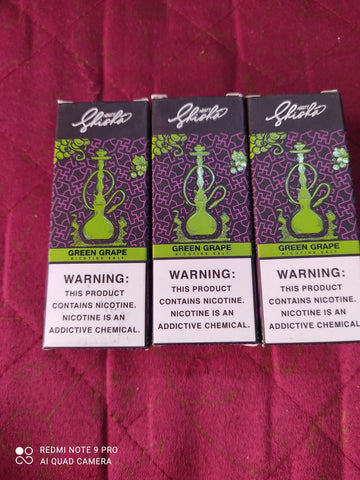 Shisha
GREEN GRAPE
NICOTINE SALT
WARNING:
THIS PRODUCT
CONTAINS NICOTINE.
NICOTINE IS AN
ADDICTIVE CHEMICAL.
Shisha
GREEN GRAPE
NICOTINE SALT
WARNING:
THIS PRODUCT
CONTAINS NICOTINE.
NICOTINE IS AN
ADDICTIVE CHEMICAL.
Shisha
GREEN GRAPE
NICOTINE SALT
WARNING:
THIS PRODUCT
CONTAINS NICOTINE.
NICOTINE IS AN
ADDICTIVE CHEMICAL.
REDMI NOTE 9 PRO
AI QUAD CAMERA